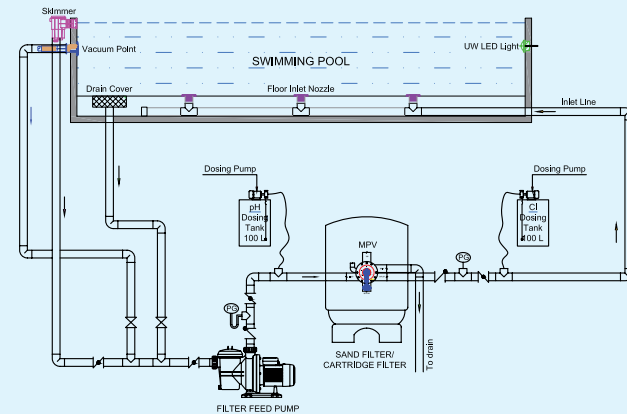 Skimmer
Vacuum Point
UW LED Light
SWIMMING POOL
Drain Cover
Floor Inlet Nozzle
Inlet Line
Dosing Pump
Dosing Pump
pH
Dosing
Tank
100 L
Cl
Dosing
Tank
100 L
MPV
PG
PG
SAND FILTER/
CARTRIDGE FILTER
To drain
FILTER FEED PUMP